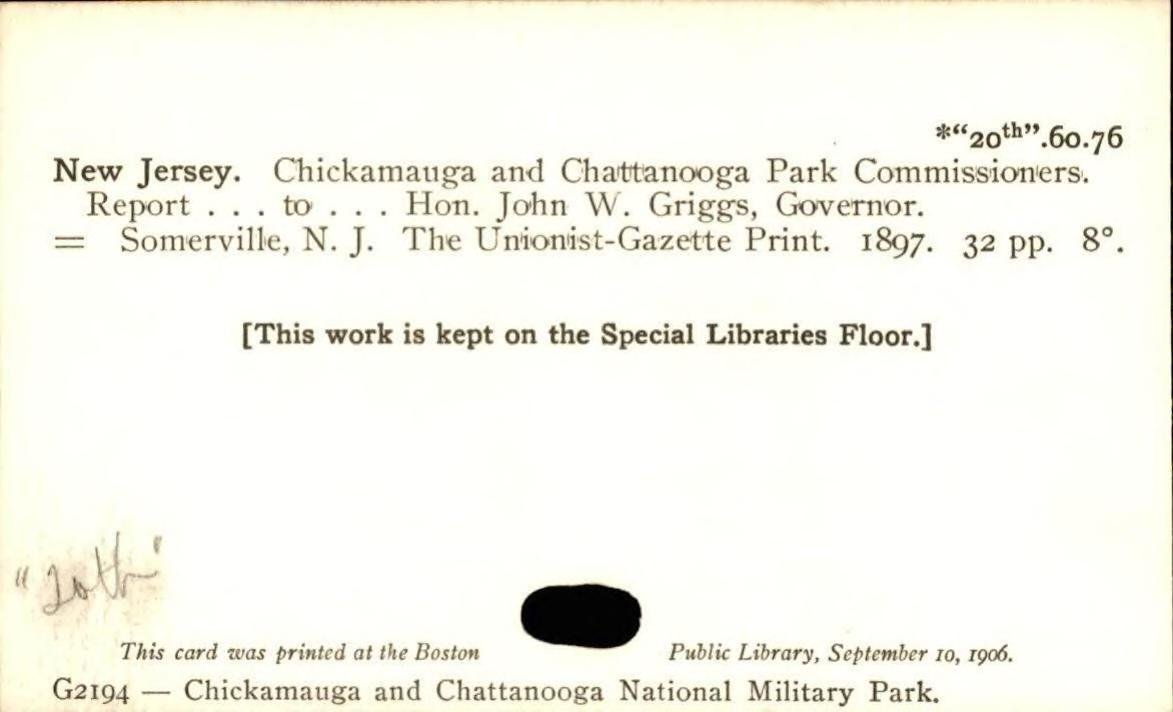 *“20th”.60.76
New Jersey. Chickamauga and Chattanooga Park Commissioners.
Report . . . to . . . Hon. John W. Griggs, Governor.
= Somerville, N. J. The Unionist-Gazette Print. 1897. 32 pp. 8°.
[This work is kept on the Special Libraries Floor.]
"20th"
This card was printed at the Boston Public Library, September 10, 1906.
G2194 — Chickamauga and Chattanooga National Military Park.